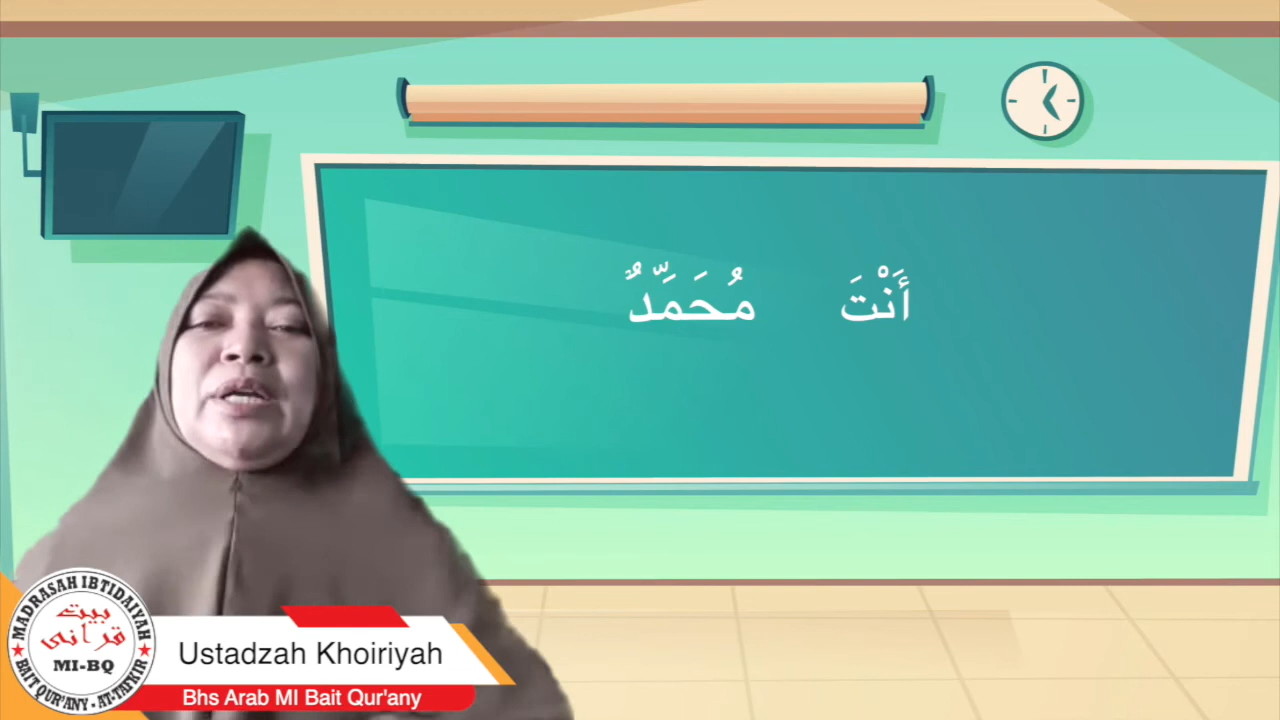 أَنْتَ مُحَمِّدٌ
Ustadzah Khoiriyah
Bhs Arab MI Bait Qur'any
MADRASAH IBTIDAIYAH
بيت
قرانى
MI-BQ
BAIT QUR'ANY - AT-TAFKIR